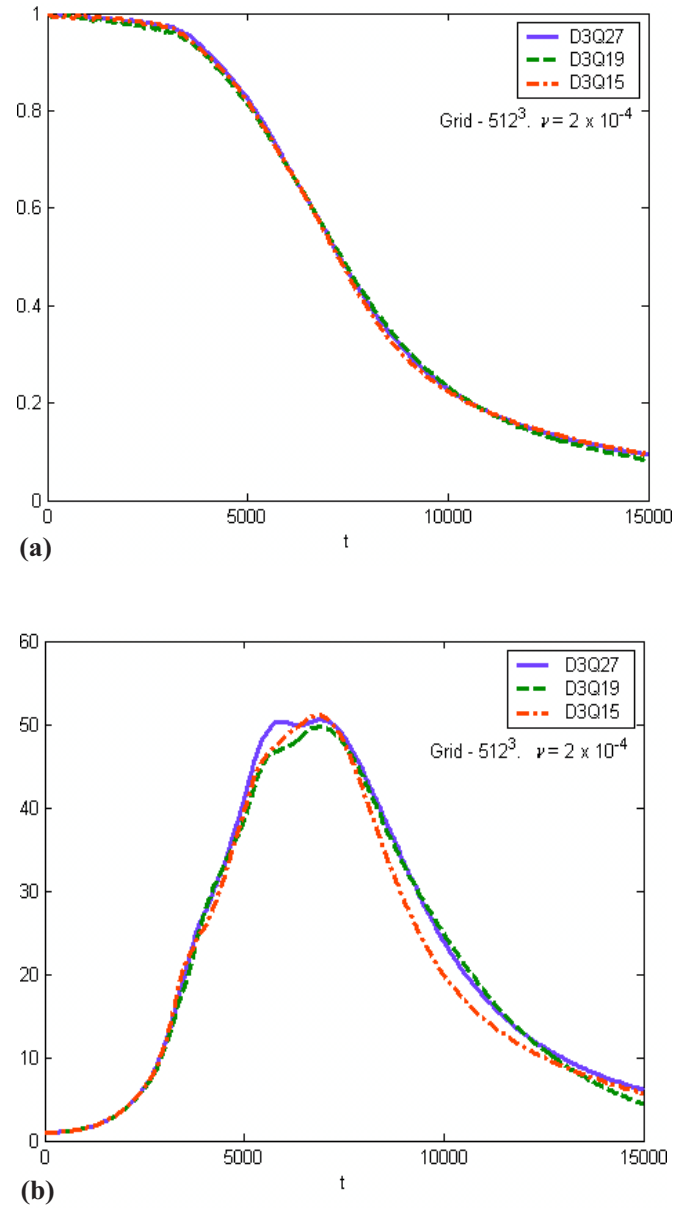 1
D3Q27
D3Q19
D3Q15
0.8
Grid - 512³. ν = 2 x 10⁻⁴
0.6
0.4
0.2
0
0 5000 10000 15000
t
(a)
60
D3Q27
D3Q19
D3Q15
50
Grid - 512³. ν = 2 x 10⁻⁴
40
30
20
10
0
0 5000 10000 15000
t
(b)